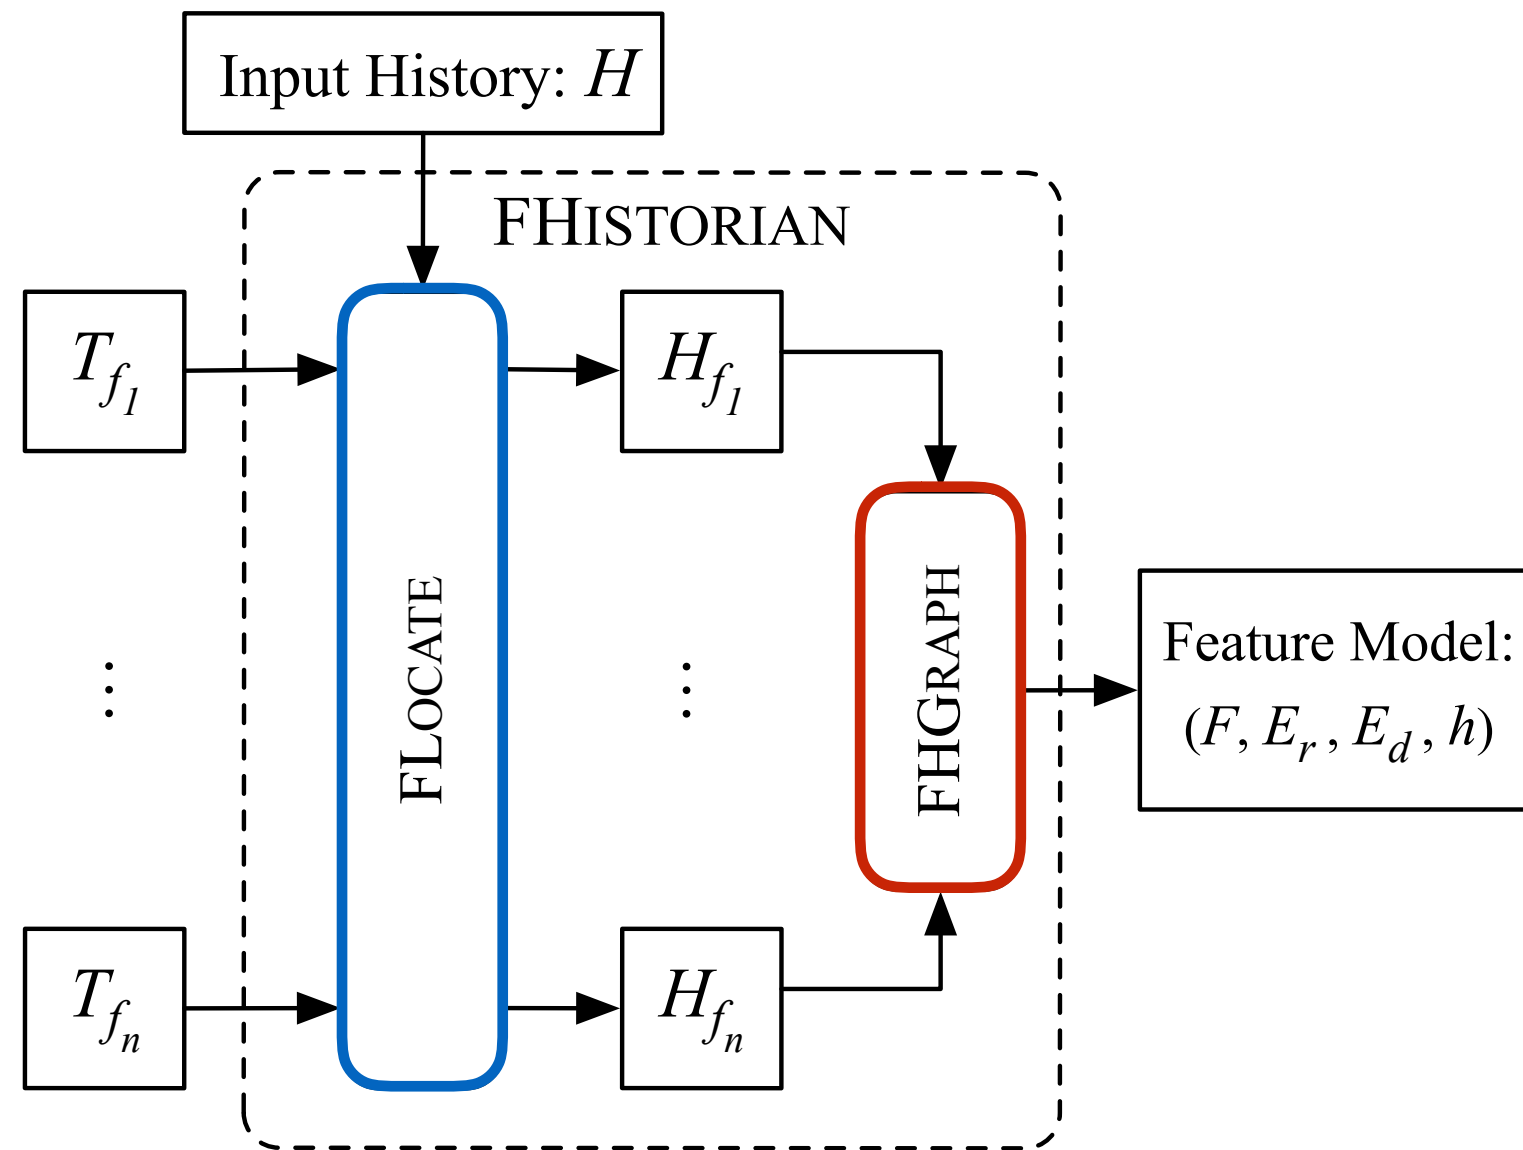 Input History: H
FHISTORIAN
T_{f_1}
H_{f_1}
FLOCATE
FHGRAPH
Feature Model:
(F, E_r, E_d, h)
⋮
⋮
T_{f_n}
H_{f_n}